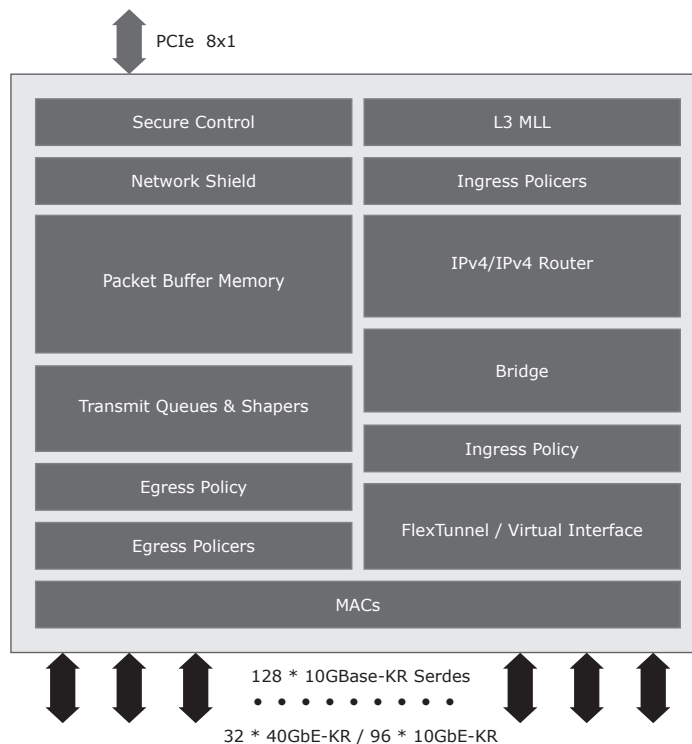 PCIe 8x1
Secure Control
L3 MLL
Network Shield
Ingress Policers
Packet Buffer Memory
IPv4/IPv4 Router
Bridge
Transmit Queues & Shapers
Ingress Policy
Egress Policy
FlexTunnel / Virtual Interface
Egress Policers
MACs
128 * 10GBase-KR Serdes
32 * 40GbE-KR / 96 * 10GbE-KR